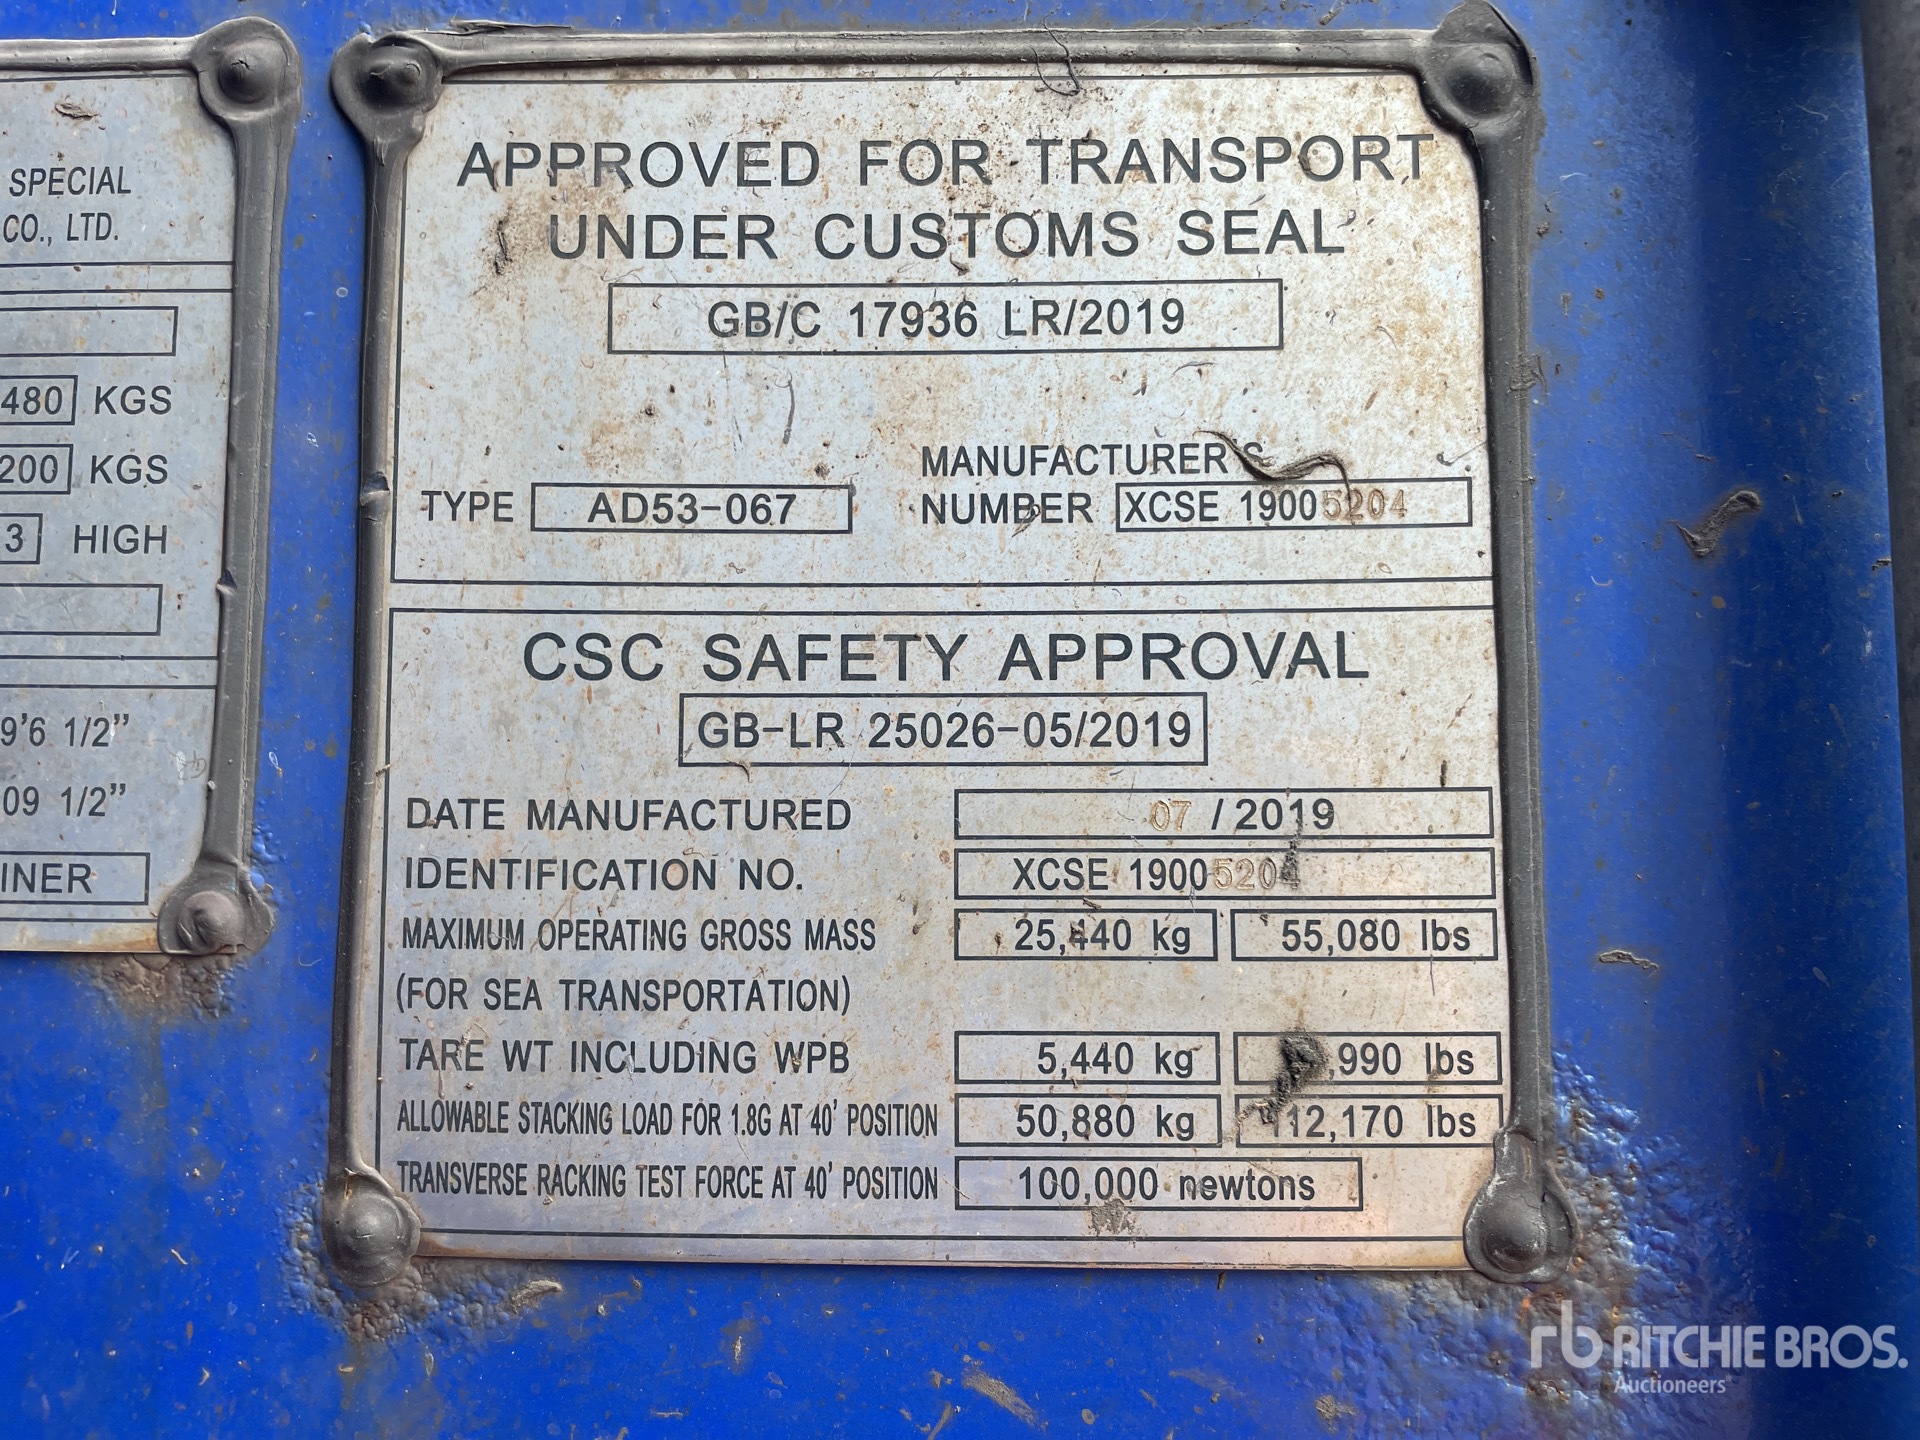 SPECIAL
CO., LTD.
480 KGS
200 KGS
3 HIGH
9'6 1/2"
09 1/2"
INER
APPROVED FOR TRANSPORT
UNDER CUSTOMS SEAL
GB/C 17936 LR/2019
TYPE AD53-067
MANUFACTURER'S
NUMBER XCSE 19005204
CSC SAFETY APPROVAL
GB-LR 25026-05/2019
DATE MANUFACTURED 07 / 2019
IDENTIFICATION NO. XCSE 19005204
MAXIMUM OPERATING GROSS MASS 25,440 kg 55,080 lbs
(FOR SEA TRANSPORTATION)
TARE WT INCLUDING WPB 5,440 kg ,990 lbs
ALLOWABLE STACKING LOAD FOR 1.8G AT 40' POSITION 50,880 kg 112,170 lbs
TRANSVERSE RACKING TEST FORCE AT 40' POSITION 100,000 newtons
rb RITCHIE BROS.
Auctioneers